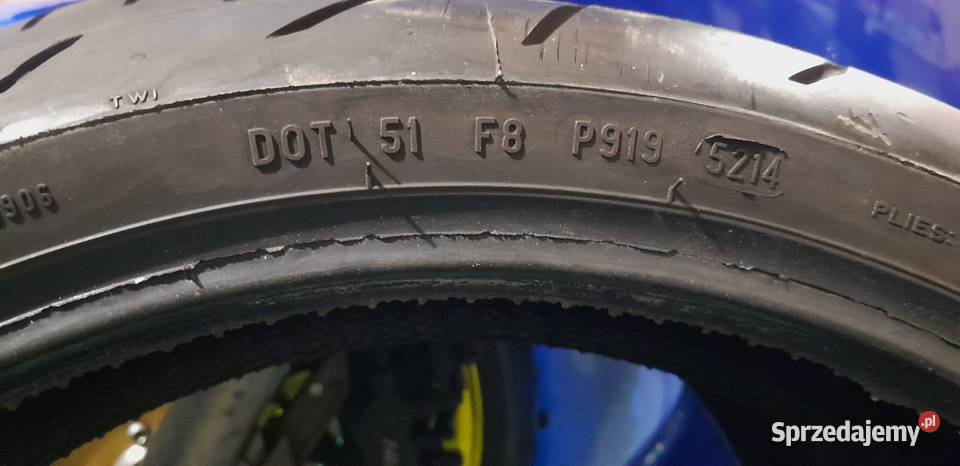 TWI
DOT 51 F8 P919 5214
906
PLIES:
Sprzedajemy.pl